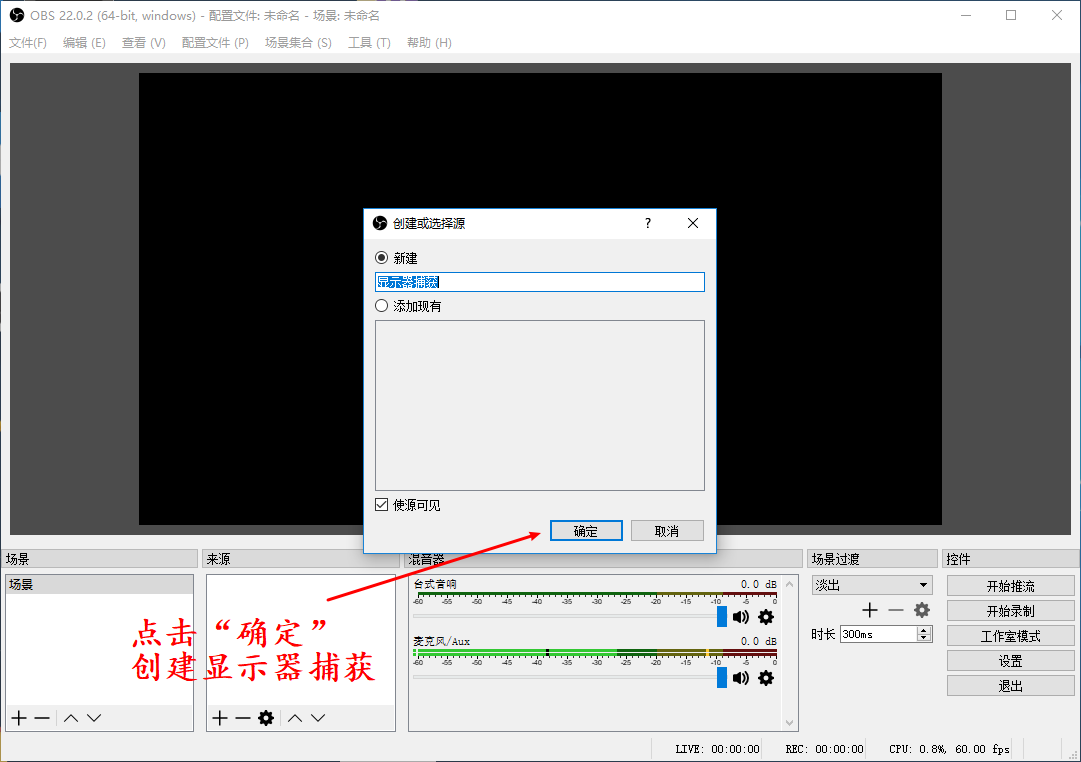 OBS 22.0.2 (64-bit, windows) - 配置文件: 未命名 - 场景: 未命名
文件(F) 编辑 (E) 查看 (V) 配置文件 (P) 场景集合 (S) 工具 (T) 帮助 (H)
创建或选择源 ?
新建
显示器捕获
添加现有
使源可见
确定 取消
场景 来源 混音器 场景过渡 控件
场景
台式音响 0.0 dB
-60 -55 -50 -45 -40 -35 -30 -25 -20 -15 -10 -5 0
麦克风/Aux 0.0 dB
-60 -55 -50 -45 -40 -35 -30 -25 -20 -15 -10 -5 0
淡出
时长 300ms
开始推流
开始录制
工作室模式
设置
退出
点击“确定”
创建显示器捕获
LIVE: 00:00:00 REC: 00:00:00 CPU: 0.8%, 60.00 fps